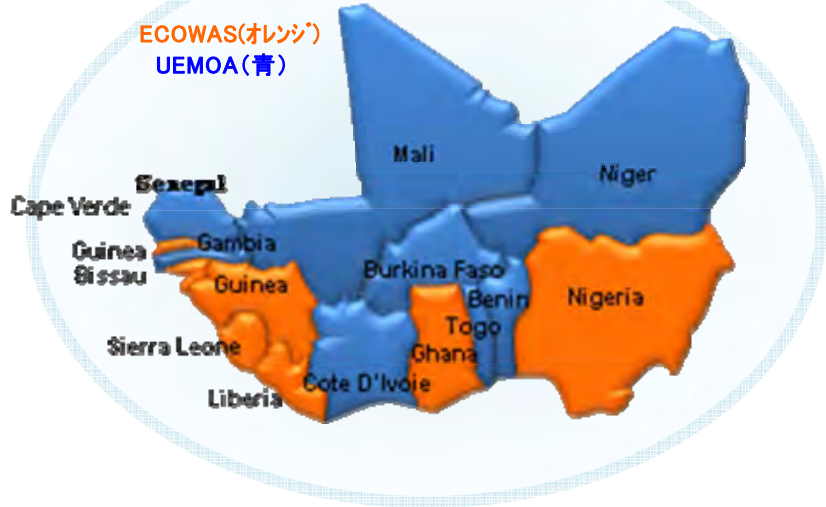 ECOWAS(オレンジ)
UEMOA(青)
Mali
Niger
Senegal
Cape Verde
Gambia
Guinea
Bissau
Guinea
Burkina Faso
Benin
Nigeria
Togo
Sierra Leone
Ghana
Cote D'Ivoie
Liberia